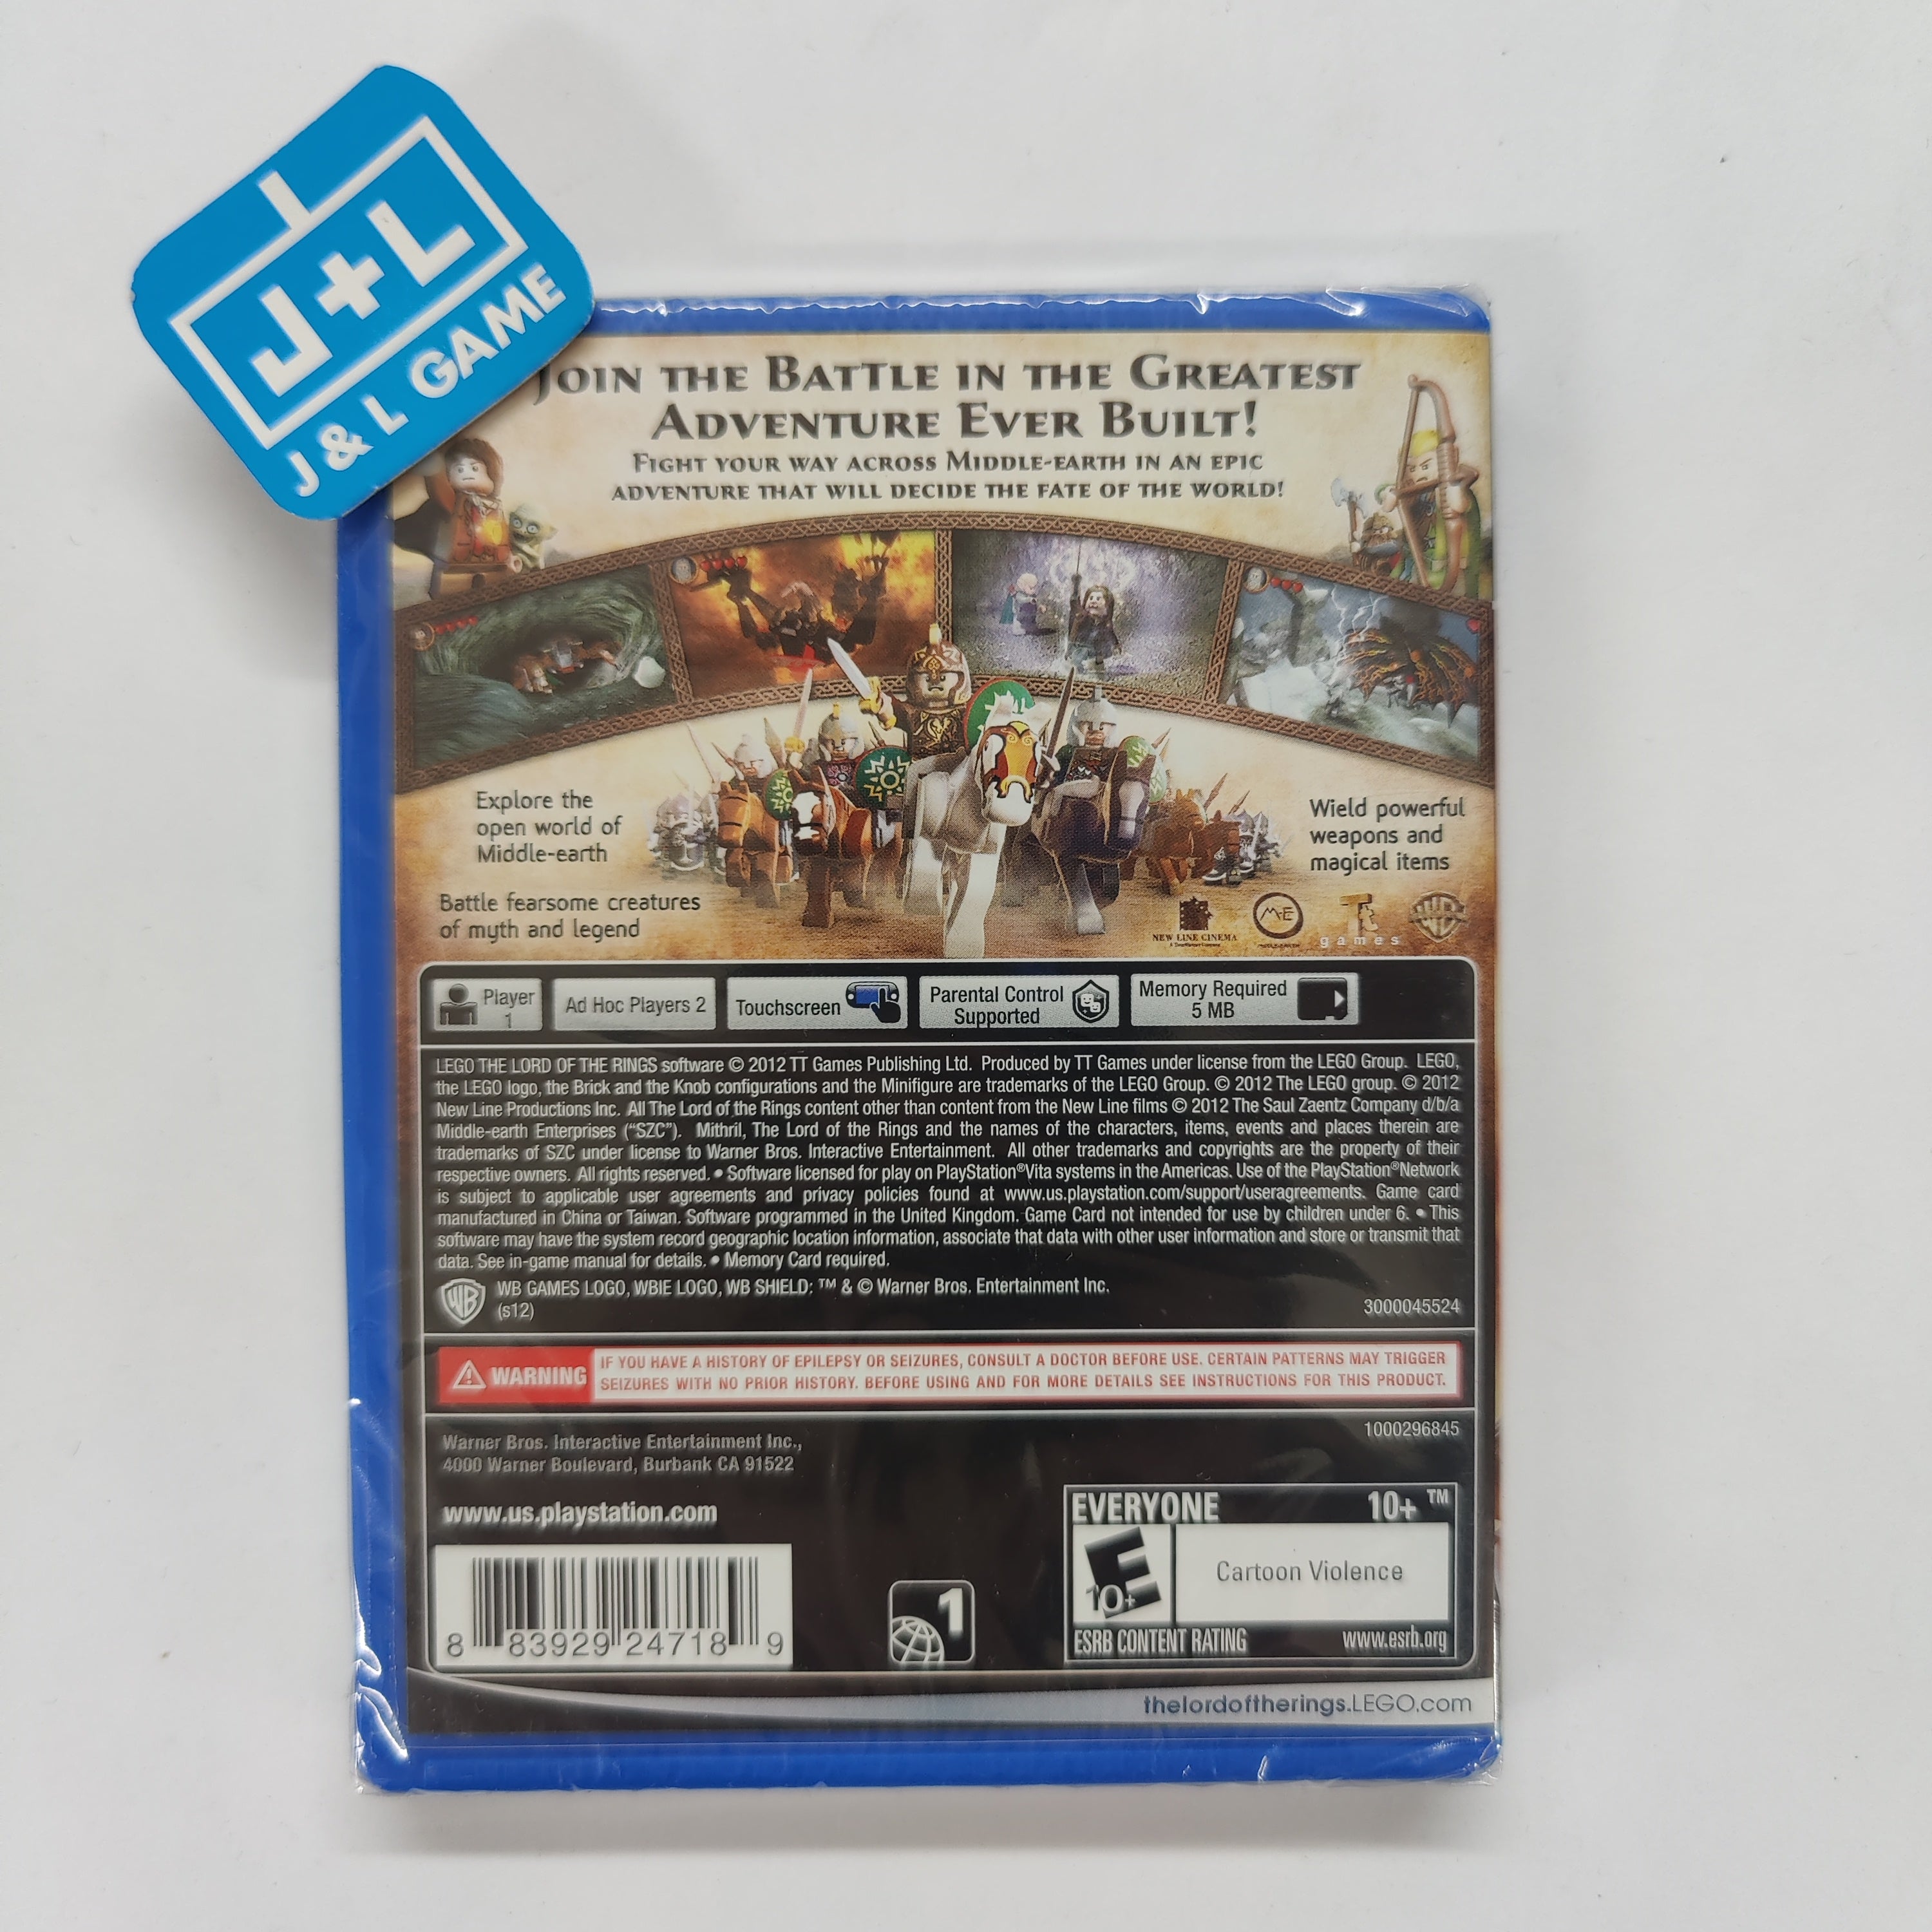 J+L
J & L GAME
JOIN THE BATTLE IN THE GREATEST
ADVENTURE EVER BUILT!
FIGHT YOUR WAY ACROSS MIDDLE-EARTH IN AN EPIC
ADVENTURE THAT WILL DECIDE THE FATE OF THE WORLD!
Explore the
open world of
Middle-earth
Wield powerful
weapons and
magical items
Battle fearsome creatures
of myth and legend
NEW LINE CINEMA
M-E
MIDDLE-EARTH
TT
games
WB
Player
1
Ad Hoc Players 2
Touchscreen
Parental Control
Supported
Memory Required
5 MB
LEGO THE LORD OF THE RINGS software © 2012 TT Games Publishing Ltd. Produced by TT Games under license from the LEGO Group. LEGO,
the LEGO logo, the Brick and the Knob configurations and the Minifigure are trademarks of the LEGO Group. © 2012 The LEGO group. © 2012
New Line Productions Inc. All The Lord of the Rings content other than content from the New Line films © 2012 The Saul Zaentz Company d/b/a
Middle-earth Enterprises (“SZC”). Mithril, The Lord of the Rings and the names of the characters, items, events and places therein are
trademarks of SZC under license to Warner Bros. Interactive Entertainment. All other trademarks and copyrights are the property of their
respective owners. All rights reserved. • Software licensed for play on PlayStation®Vita systems in the Americas. Use of the PlayStation®Network
is subject to applicable user agreements and privacy policies found at www.us.playstation.com/support/useragreements. Game card
manufactured in China or Taiwan. Software programmed in the United Kingdom. Game Card not intended for use by children under 6. • This
software may have the system record geographic location information, associate that data with other user information and store or transmit that
data. See in-game manual for details. • Memory Card required.
WB GAMES LOGO, WBIE LOGO, WB SHIELD: ™ & © Warner Bros. Entertainment Inc.
(s12)
3000045524
WARNING
IF YOU HAVE A HISTORY OF EPILEPSY OR SEIZURES, CONSULT A DOCTOR BEFORE USE. CERTAIN PATTERNS MAY TRIGGER
SEIZURES WITH NO PRIOR HISTORY. BEFORE USING AND FOR MORE DETAILS SEE INSTRUCTIONS FOR THIS PRODUCT.
1000296845
Warner Bros. Interactive Entertainment Inc.,
4000 Warner Boulevard, Burbank CA 91522
www.us.playstation.com
8 83929 24718 9
1
EVERYONE 10+ ™
E
10+
Cartoon Violence
ESRB CONTENT RATING www.esrb.org
thelordoftherings.LEGO.com